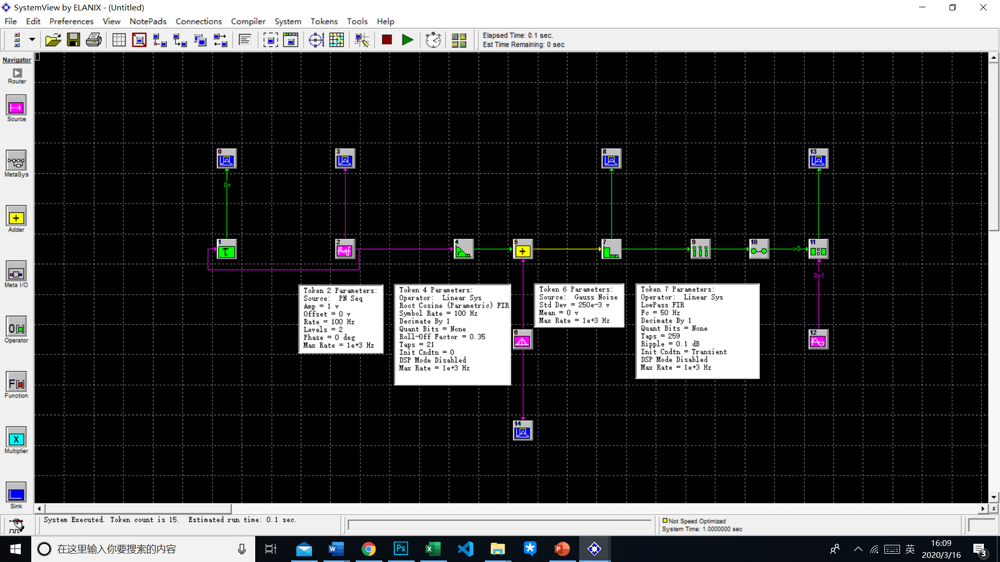 SystemView by ELANIX - (Untitled)
File Edit Preferences View NotePads Connections Compiler System Tokens Tools Help
Elapsed Time: 0.1 sec.
Est Time Remaining: 0 sec
Navigator
Router
Source
MetaSys
Adder
Meta I/O
Operator
Function
Multiplier
Sink
0
3
8
13
0>
1
2
4
5
7
9
10
>0
11
0>1
6
12
14
Token 2 Parameters:
Source: PN Seq
Amp = 1 v
Offset = 0 v
Rate = 100 Hz
Levels = 2
Phase = 0 deg
Max Rate = 1e+3 Hz
Token 4 Parameters:
Operator: Linear Sys
Root Cosine (Parametric) FIR
Symbol Rate = 100 Hz
Decimate By 1
Quant Bits = None
Roll-Off Factor = 0.35
Taps = 21
Init Cndtn = 0
DSP Mode Disabled
Max Rate = 1e+3 Hz
Token 6 Parameters:
Source: Gauss Noise
Std Dev = 250e-3 v
Mean = 0 v
Max Rate = 1e+3 Hz
Token 7 Parameters:
Operator: Linear Sys
LowPass FIR
Fc = 50 Hz
Decimate By 1
Quant Bits = None
Taps = 259
Ripple = 0.1 dB
Init Cndtn = Transient
DSP Mode Disabled
Max Rate = 1e+3 Hz
System Executed. Token count is 15. Estimated run time: 0.1 sec.
Not Speed Optimized
System Time: 1.0000000 sec
在这里输入你要搜索的内容
英
16:09
2020/3/16
3